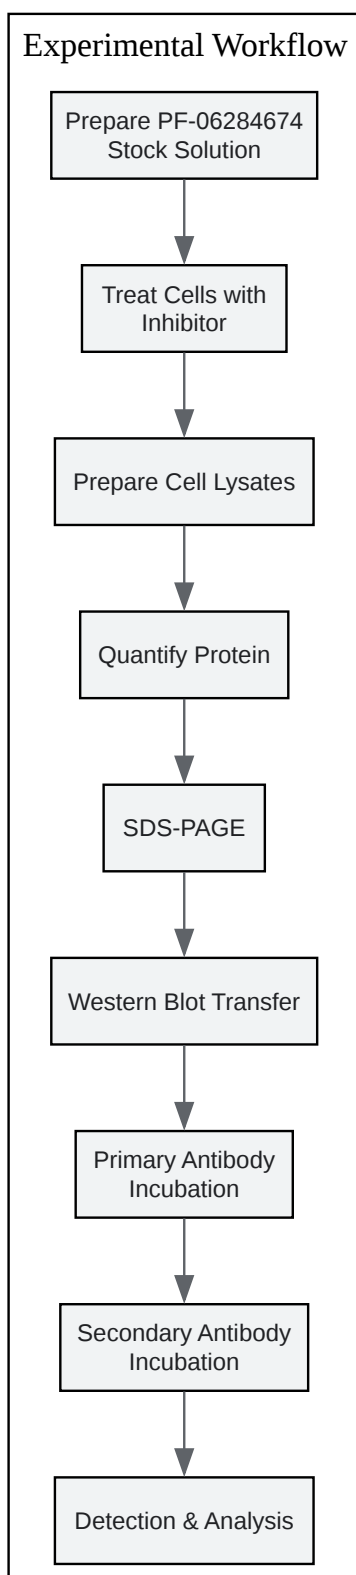 Experimental Workflow
Prepare PF-06284674
Stock Solution
Treat Cells with
Inhibitor
Prepare Cell Lysates
Quantify Protein
SDS-PAGE
Western Blot Transfer
Primary Antibody
Incubation
Secondary Antibody
Incubation
Detection & Analysis